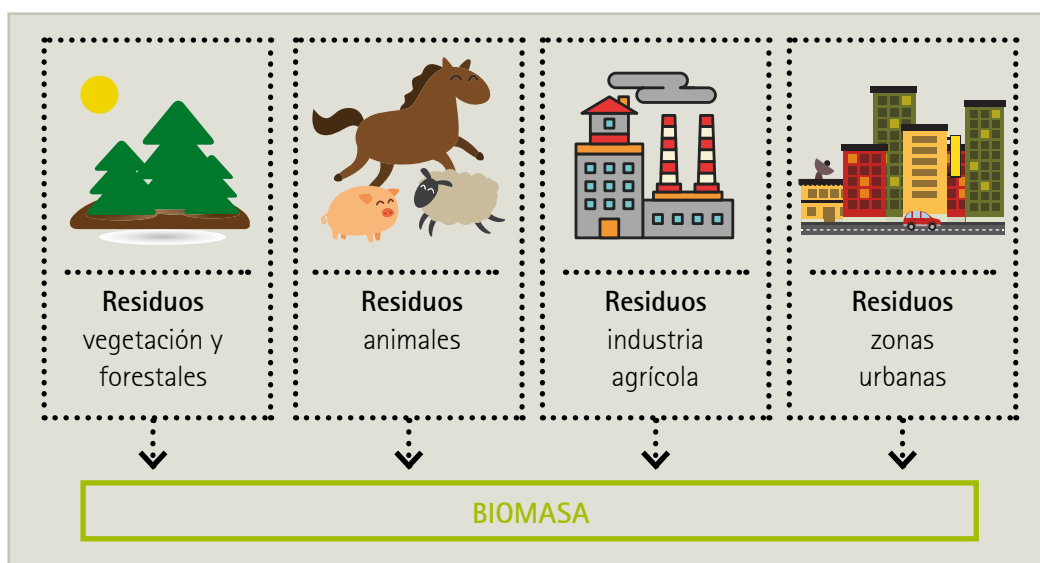 Residuos
vegetación y
forestales
Residuos
animales
Residuos
industria
agrícola
Residuos
zonas
urbanas
BIOMASA